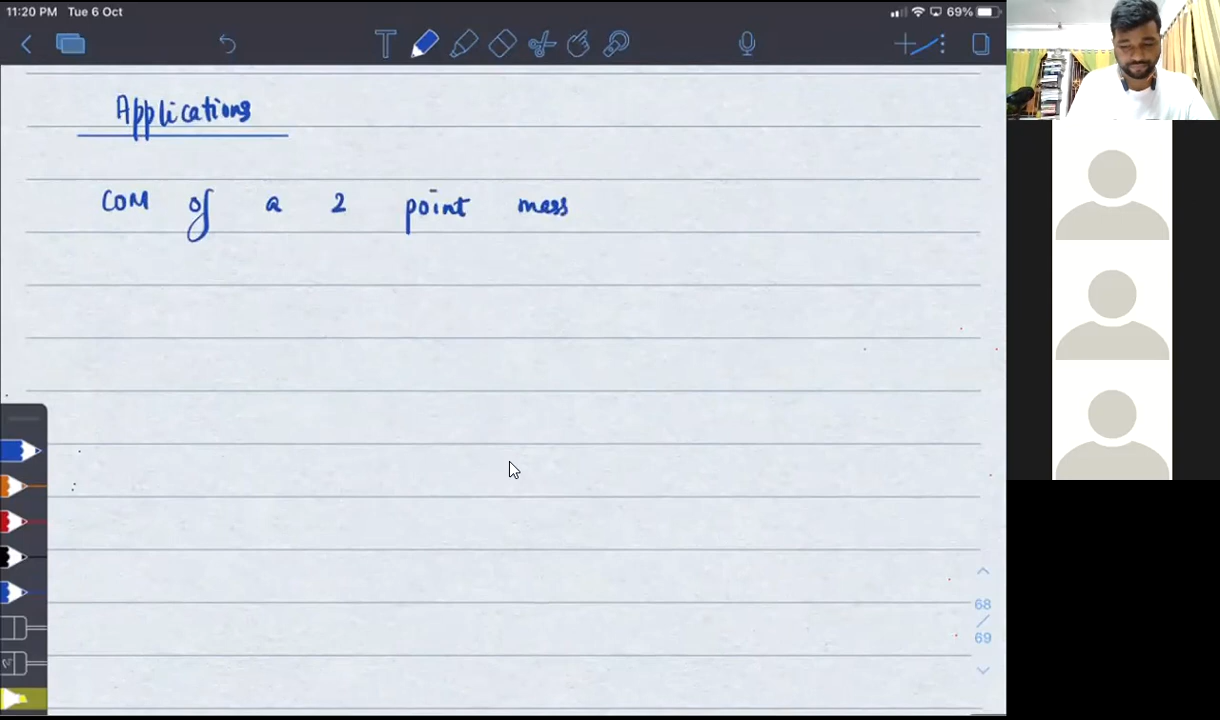 11:20 PM Tue 6 Oct 69%
Applications
COM of a 2 point mass
68
/
69